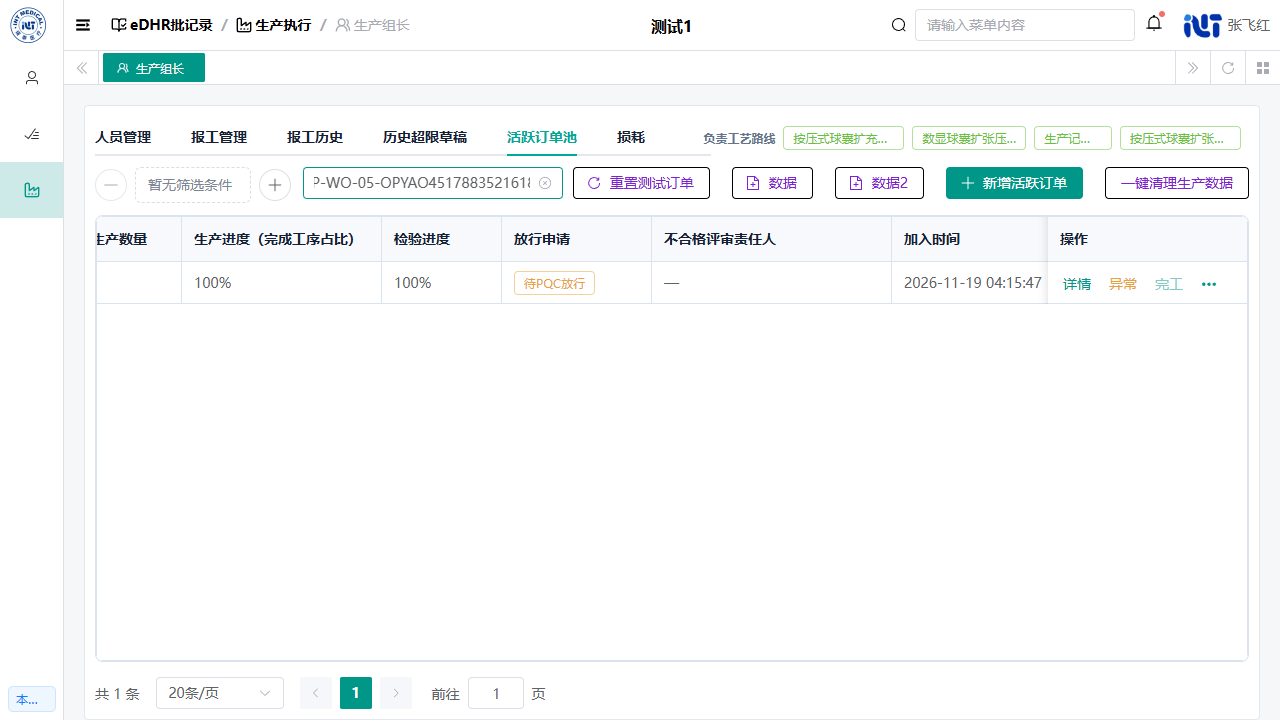 eDHR批记录 / 生产执行 / 生产组长
测试1
请输入菜单内容
张飞红
生产组长
人员管理 报工管理 报工历史 历史超限草稿 活跃订单池 损耗
负责工艺路线 按压式球囊扩充... 数显球囊扩张压... 生产记... 按压式球囊扩张...
暂无筛选条件
P-WO-05-OPYAO4517883521618
重置测试订单 数据 数据2 新增活跃订单 一键清理生产数据
生产数量 生产进度（完成工序占比） 检验进度 放行申请 不合格评审责任人 加入时间 操作
100% 100% 待PQC放行 — 2026-11-19 04:15:47 详情 异常 完工
共 1 条 20条/页 1 前往 1 页
本...